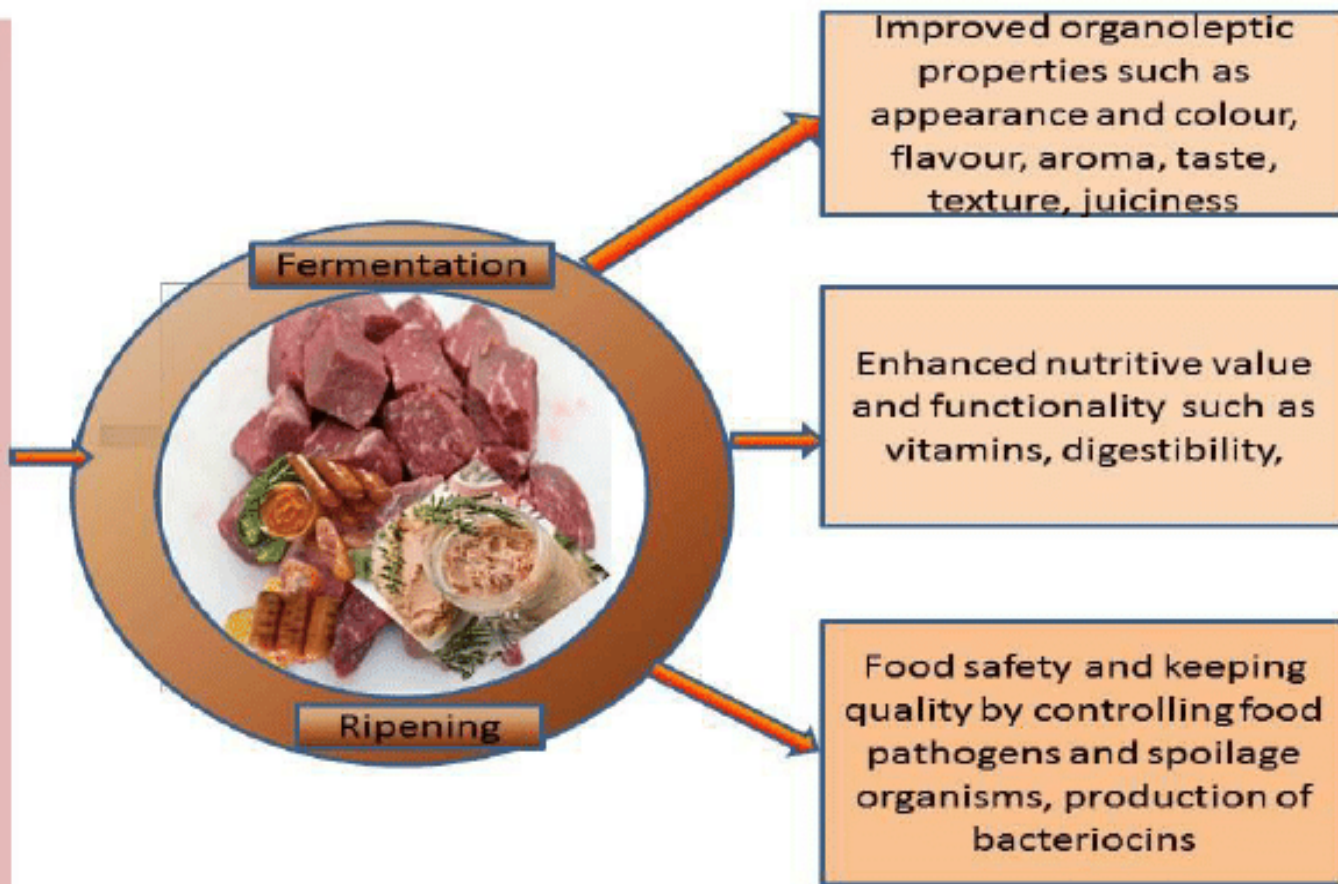 Improved organoleptic
properties such as
appearance and colour,
flavour, aroma, taste,
texture, juiciness
Fermentation
Enhanced nutritive value
and functionality such as
vitamins, digestibility,
Ripening
Food safety and keeping
quality by controlling food
pathogens and spoilage
organisms, production of
bacteriocins